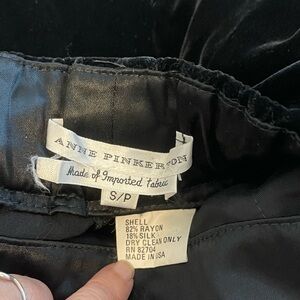 ANNE PINKERTON
Made of Imported fabric
S/P
SHELL
82% RAYON
18% SILK
DRY CLEAN ONLY
RN 82704
MADE IN USA